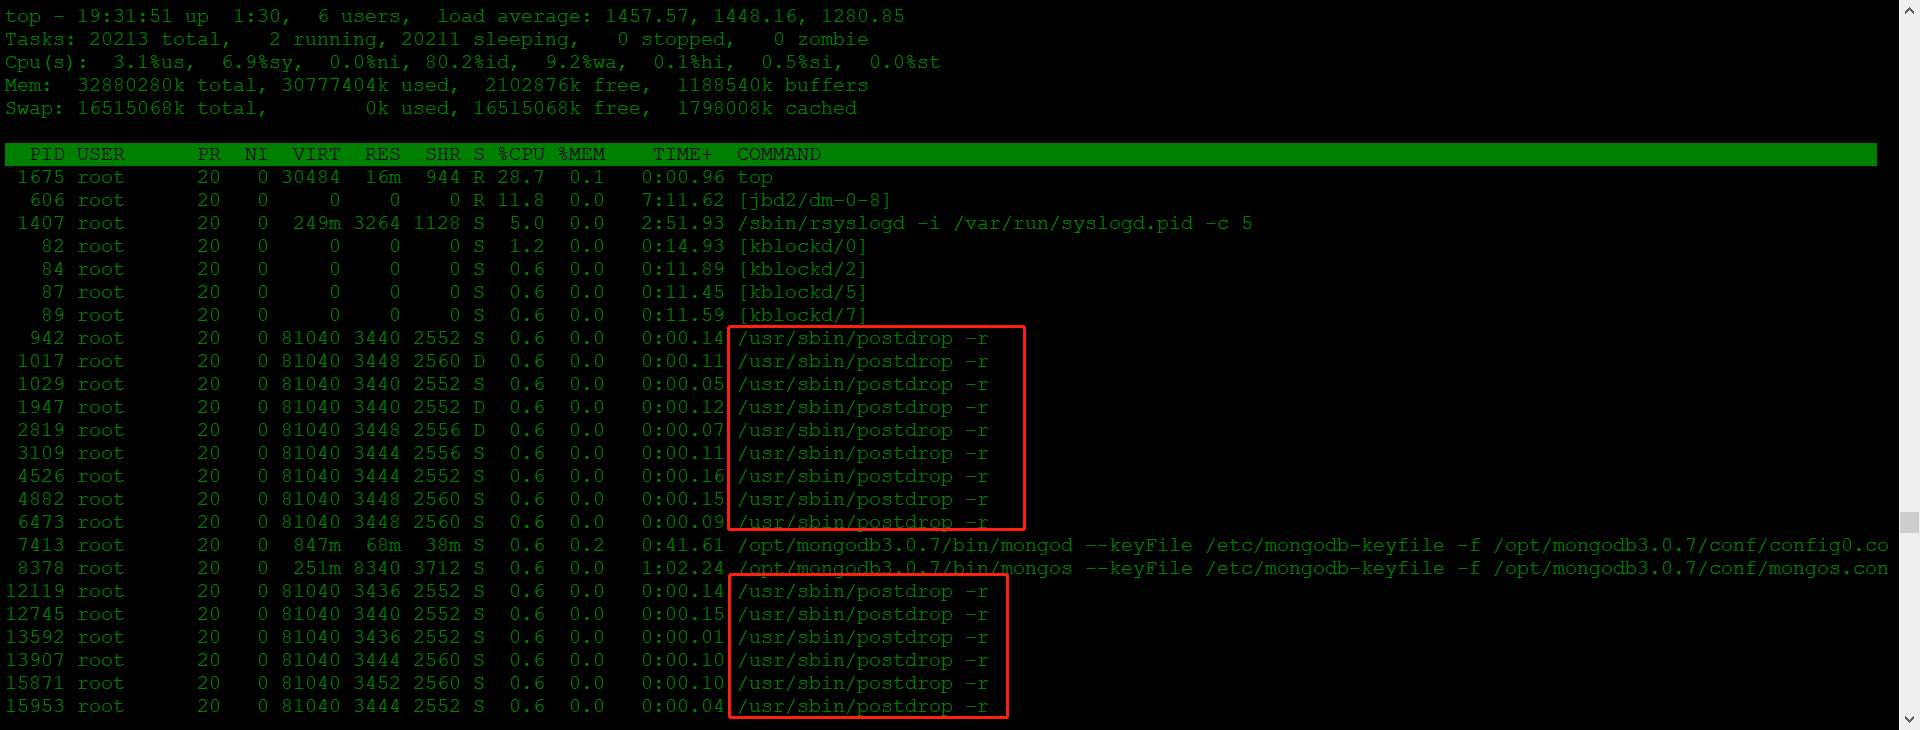 top - 19:31:51 up  1:30,  6 users,  load average: 1457.57, 1448.16, 1280.85
Tasks: 20213 total,   2 running, 20211 sleeping,   0 stopped,   0 zombie
Cpu(s):  3.1%us,  6.9%sy,  0.0%ni, 80.2%id,  9.2%wa,  0.1%hi,  0.5%si,  0.0%st
Mem:  32880280k total, 30777404k used,  2102876k free,  1188540k buffers
Swap: 16515068k total,        0k used, 16515068k free,  1798008k cached
PID USER      PR  NI  VIRT  RES  SHR S %CPU %MEM    TIME+  COMMAND
1675 root      20   0 30484  16m  944 R 28.7  0.1   0:00.96 top
606 root      20   0     0    0    0 R 11.8  0.0   7:11.62 [jbd2/dm-0-8]
1407 root      20   0  249m 3264 1128 S  5.0  0.0   2:51.93 /sbin/rsyslogd -i /var/run/syslogd.pid -c 5
82 root      20   0     0    0    0 S  1.2  0.0   0:14.93 [kblockd/0]
84 root      20   0     0    0    0 S  0.6  0.0   0:11.89 [kblockd/2]
87 root      20   0     0    0    0 S  0.6  0.0   0:11.45 [kblockd/5]
89 root      20   0     0    0    0 S  0.6  0.0   0:11.59 [kblockd/7]
942 root      20   0 81040 3440 2552 S  0.6  0.0   0:00.14 /usr/sbin/postdrop -r
1017 root      20   0 81040 3448 2560 D  0.6  0.0   0:00.11 /usr/sbin/postdrop -r
1029 root      20   0 81040 3440 2552 S  0.6  0.0   0:00.05 /usr/sbin/postdrop -r
1947 root      20   0 81040 3440 2552 D  0.6  0.0   0:00.12 /usr/sbin/postdrop -r
2819 root      20   0 81040 3448 2556 D  0.6  0.0   0:00.07 /usr/sbin/postdrop -r
3109 root      20   0 81040 3444 2556 S  0.6  0.0   0:00.11 /usr/sbin/postdrop -r
4526 root      20   0 81040 3444 2552 S  0.6  0.0   0:00.16 /usr/sbin/postdrop -r
4882 root      20   0 81040 3448 2560 S  0.6  0.0   0:00.15 /usr/sbin/postdrop -r
6473 root      20   0 81040 3448 2560 S  0.6  0.0   0:00.09 /usr/sbin/postdrop -r
7413 root      20   0  847m  68m  38m S  0.6  0.2   0:41.61 /opt/mongodb3.0.7/bin/mongod --keyFile /etc/mongodb-keyfile -f /opt/mongodb3.0.7/conf/config0.co
8378 root      20   0  251m 8340 3712 S  0.6  0.0   1:02.24 /opt/mongodb3.0.7/bin/mongos --keyFile /etc/mongodb-keyfile -f /opt/mongodb3.0.7/conf/mongos.con
12119 root      20   0 81040 3436 2552 S  0.6  0.0   0:00.14 /usr/sbin/postdrop -r
12745 root      20   0 81040 3440 2552 S  0.6  0.0   0:00.15 /usr/sbin/postdrop -r
13592 root      20   0 81040 3436 2552 S  0.6  0.0   0:00.01 /usr/sbin/postdrop -r
13907 root      20   0 81040 3444 2560 S  0.6  0.0   0:00.10 /usr/sbin/postdrop -r
15871 root      20   0 81040 3452 2560 S  0.6  0.0   0:00.10 /usr/sbin/postdrop -r
15953 root      20   0 81040 3444 2552 S  0.6  0.0   0:00.04 /usr/sbin/postdrop -r